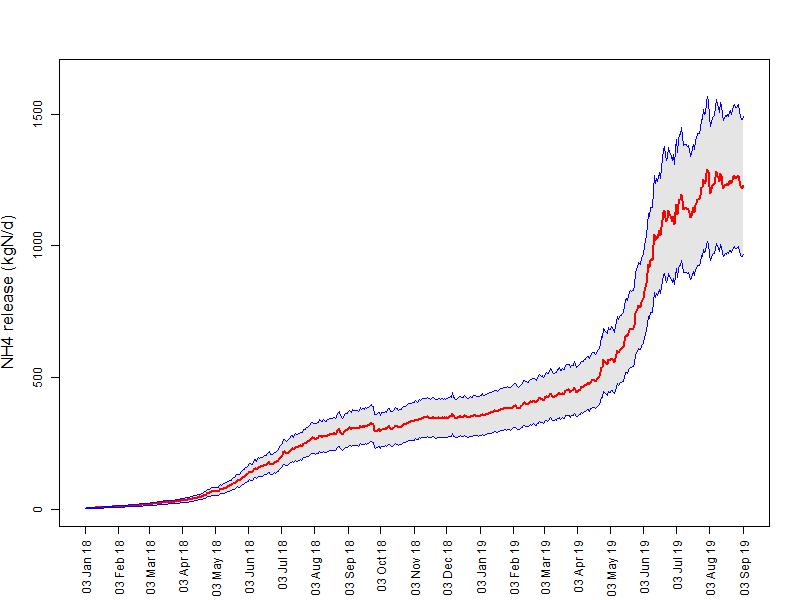 NH4 release (kgN/d)
1500
1000
500
0
03 Jan 18
03 Feb 18
03 Mar 18
03 Apr 18
03 May 18
03 Jun 18
03 Jul 18
03 Aug 18
03 Sep 18
03 Oct 18
03 Nov 18
03 Dec 18
03 Jan 19
03 Feb 19
03 Mar 19
03 Apr 19
03 May 19
03 Jun 19
03 Jul 19
03 Aug 19
03 Sep 19